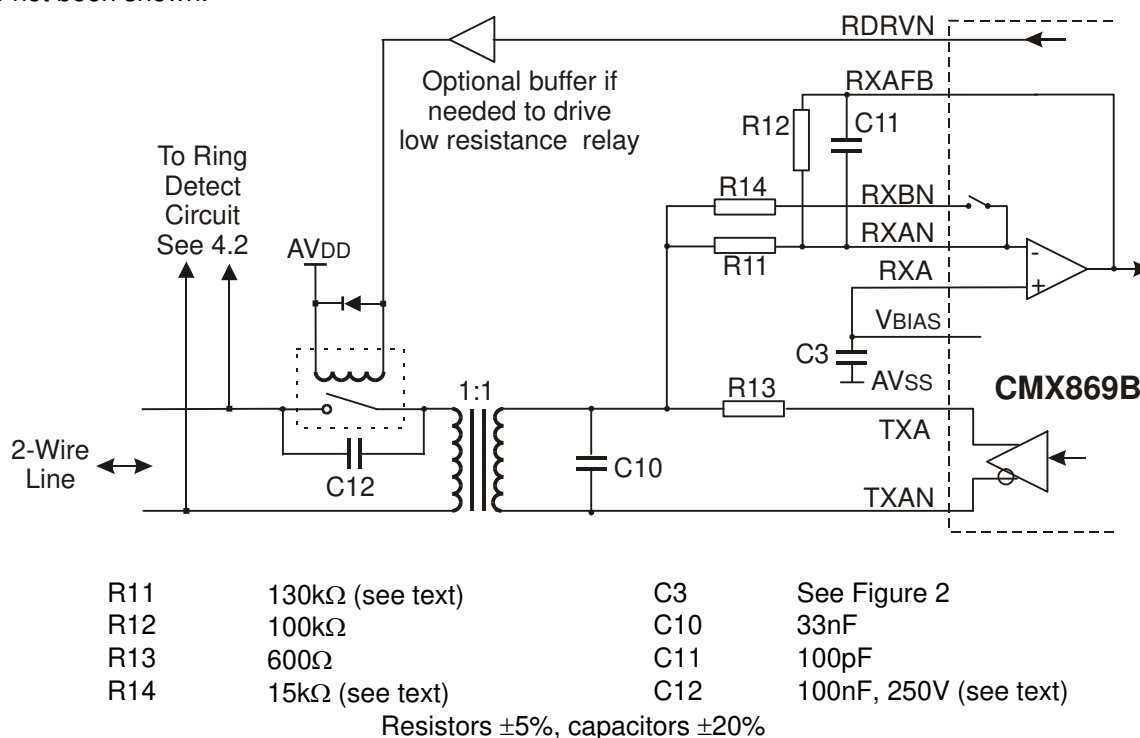 not been shown.
RDRVN
Optional buffer if
needed to drive
low resistance relay
RXAFB
R12
C11
To Ring
Detect
Circuit
See 4.2
AVDD
R14
RXBN
R11
RXAN
-
RXA
+
VBIAS
C3
AVSS
CMX869B
1:1
R13
TXA
2-Wire
Line
C12
C10
TXAN
R11 130kΩ (see text) C3 See Figure 2
R12 100kΩ C10 33nF
R13 600Ω C11 100pF
R14 15kΩ (see text) C12 100nF, 250V (see text)
Resistors ±5%, capacitors ±20%